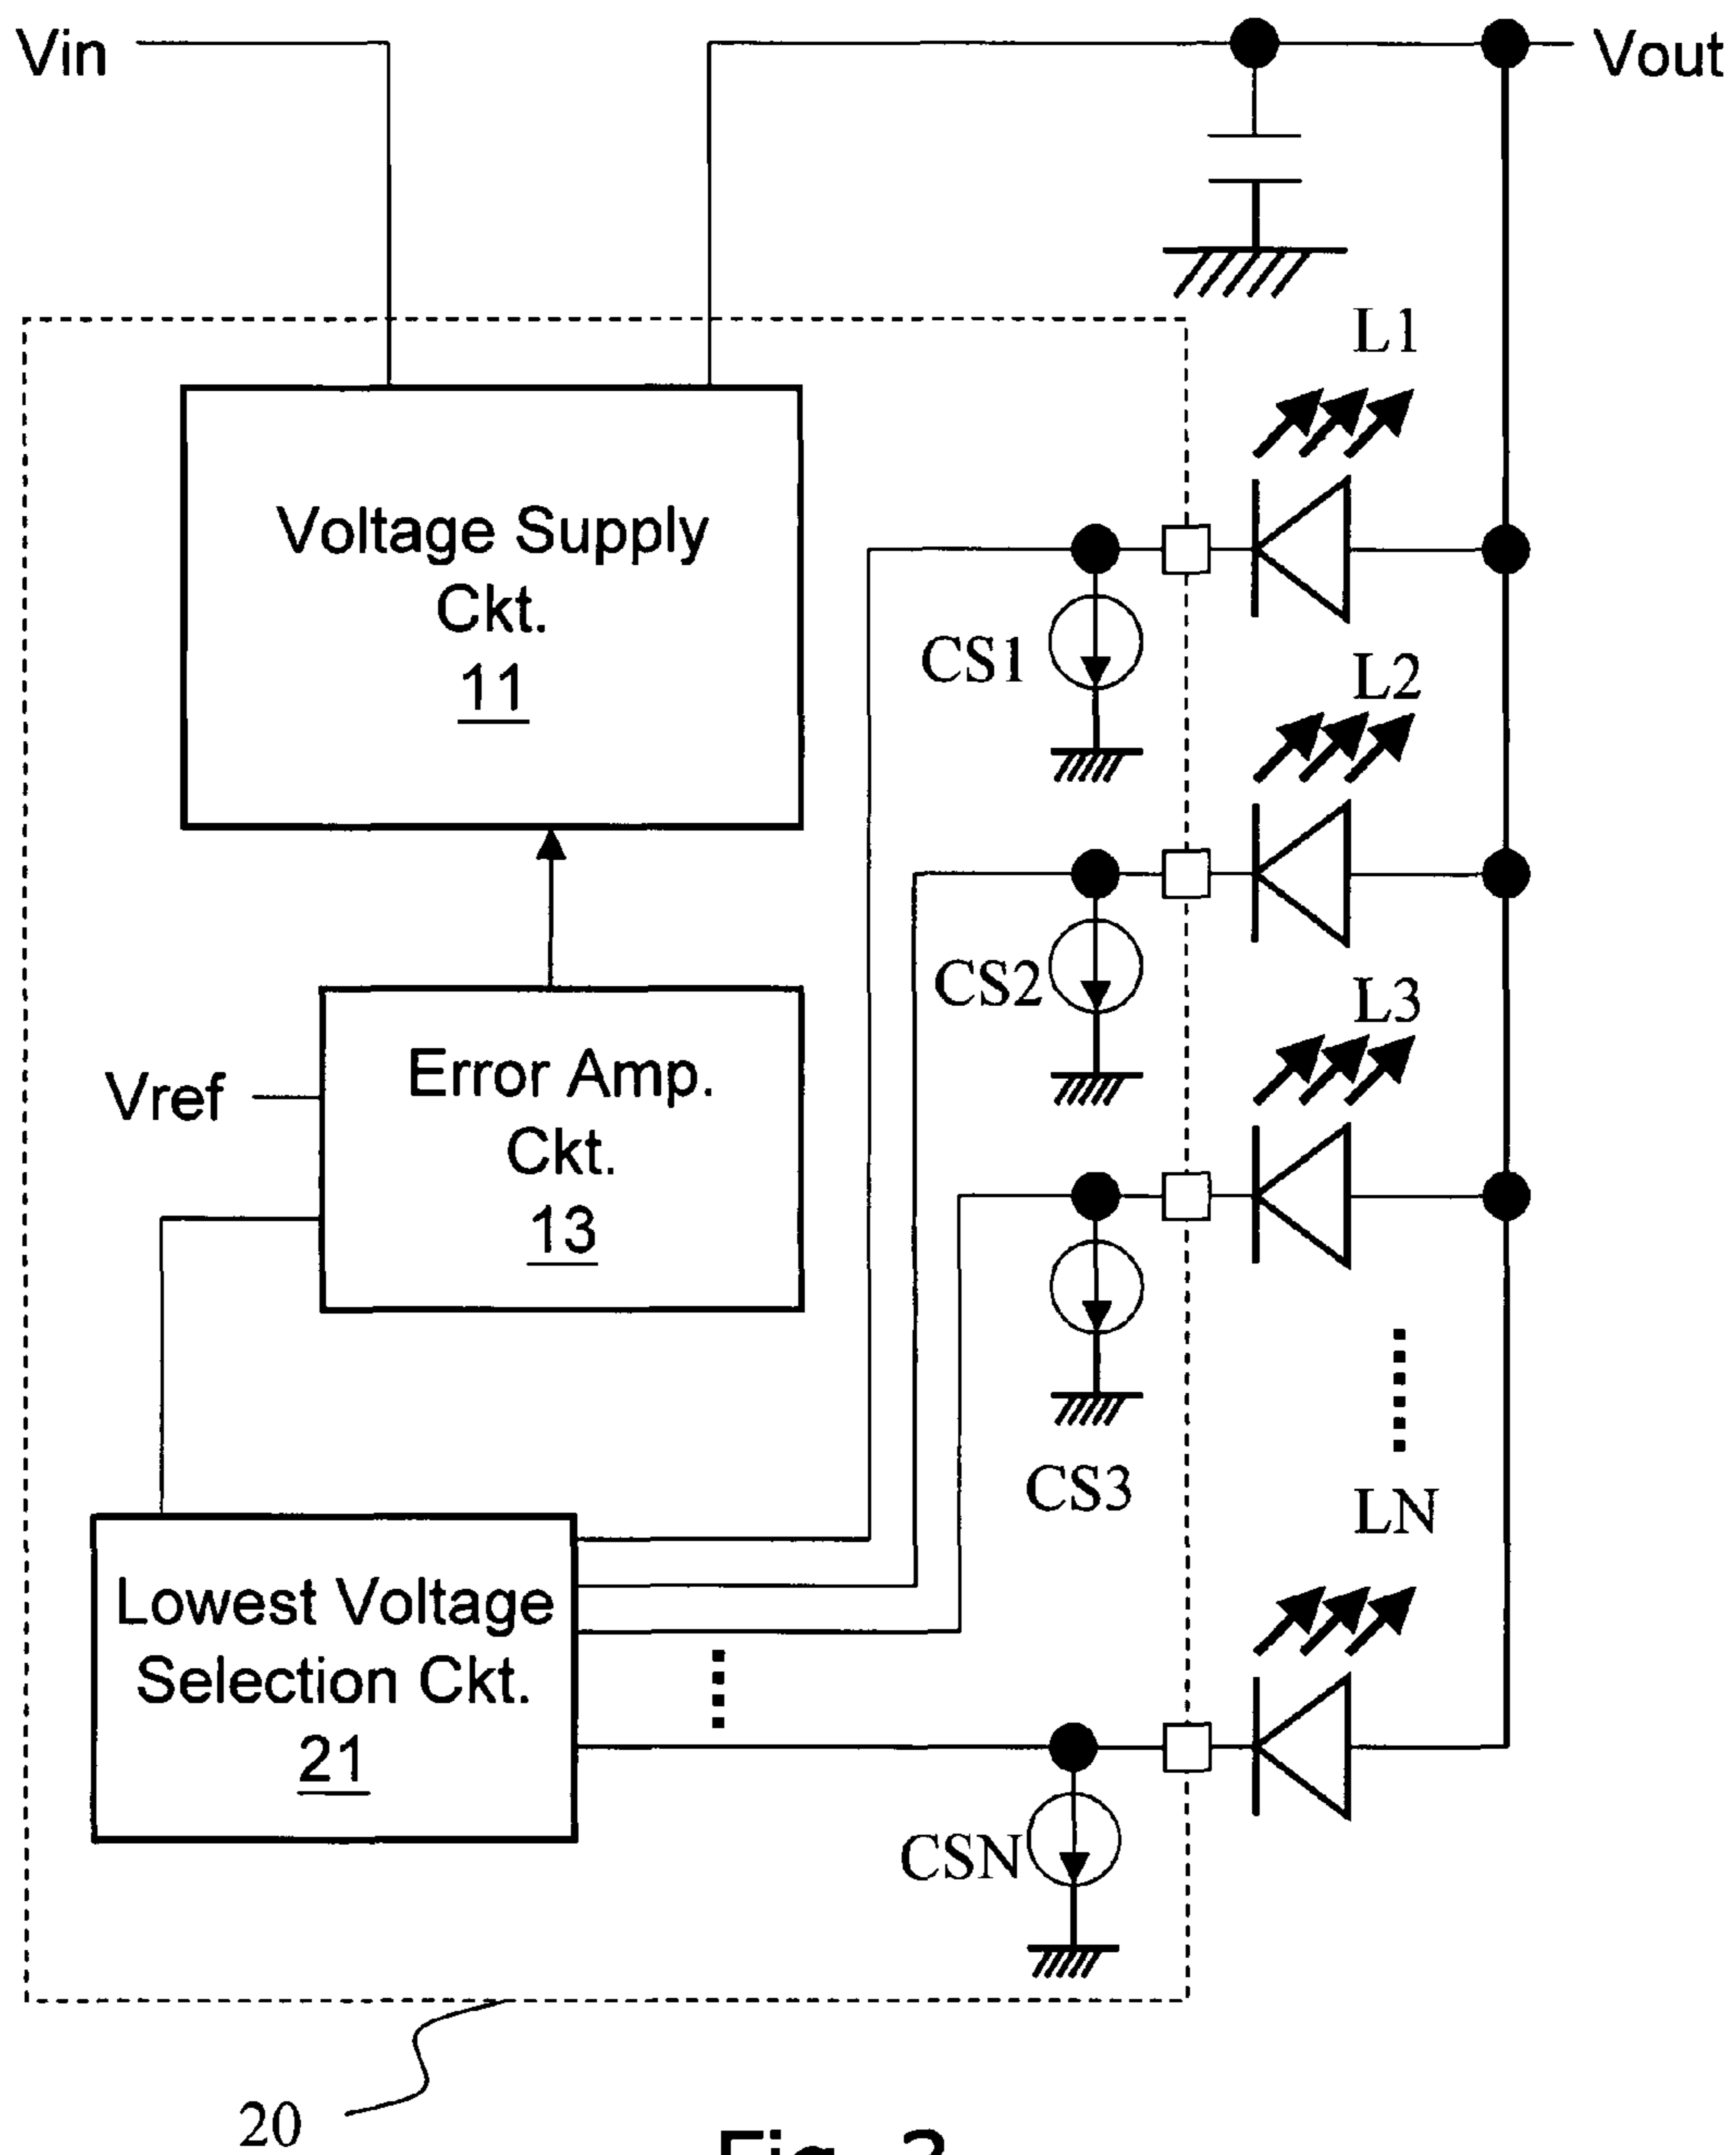 Vin
Vout
L1
Voltage Supply
Ckt.
11
CS1
L2
CS2
L3
Error Amp.
Ckt.
13
Vref
CS3
LN
Lowest Voltage
Selection Ckt.
21
CSN
20